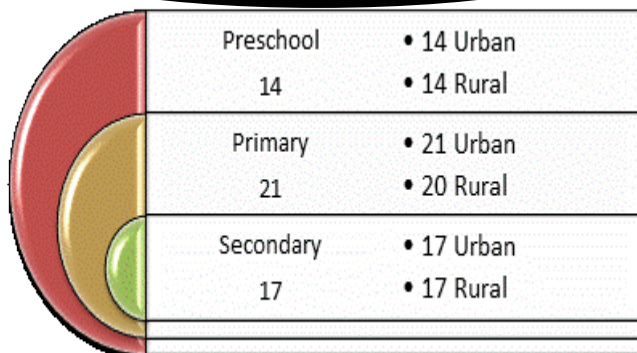 Preschool
14
• 14 Urban
• 14 Rural
Primary
21
• 21 Urban
• 20 Rural
Secondary
17
• 17 Urban
• 17 Rural